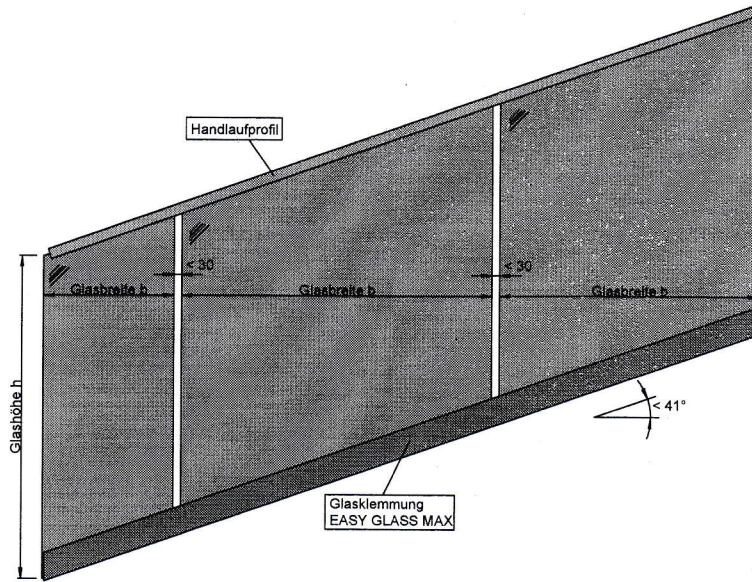 Handlaufprofil
< 30
< 30
Glasbreite b
Glasbreite b
Glasbreite b
Glashöhe h
< 41°
Glasklemmung
EASY GLASS MAX